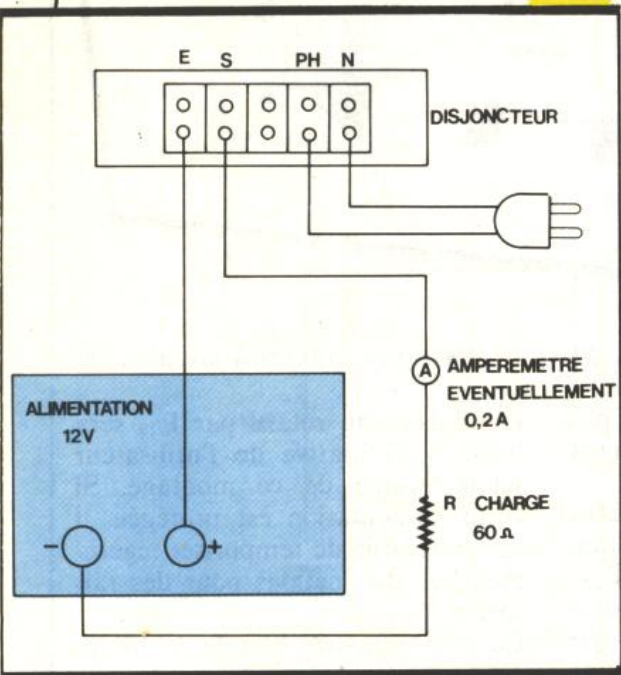 E S PH N
DISJONCTEUR
A AMPEREMETRE
EVENTUELLEMENT
0,2 A
ALIMENTATION
12V
R CHARGE
60 Ω
- +